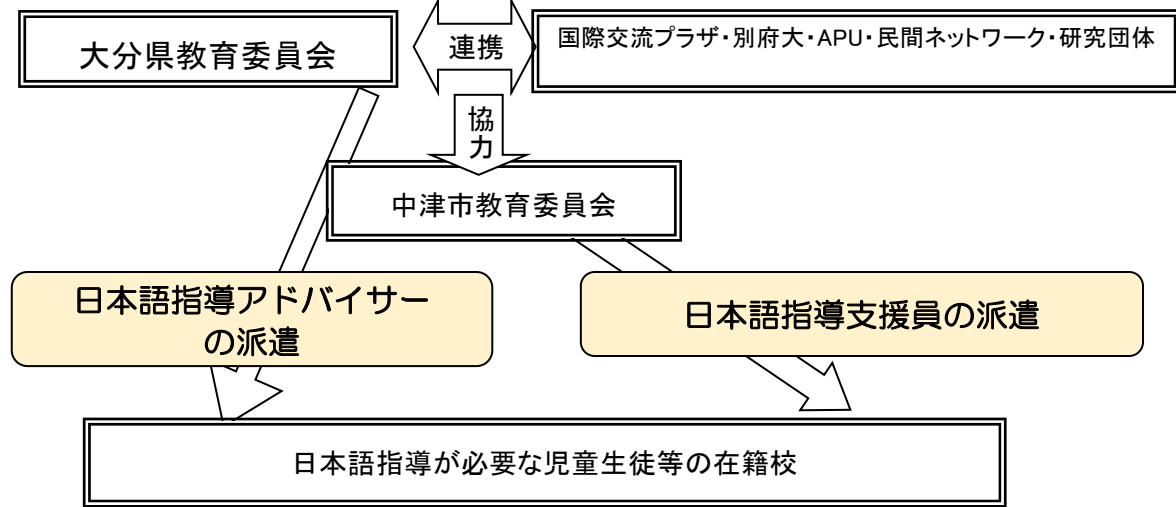 大分県教育委員会
連携
国際交流プラザ・別府大・APU・民間ネットワーク・研究団体
協
力
中津市教育委員会
日本語指導アドバイザー
の派遣
日本語指導支援員の派遣
日本語指導が必要な児童生徒等の在籍校